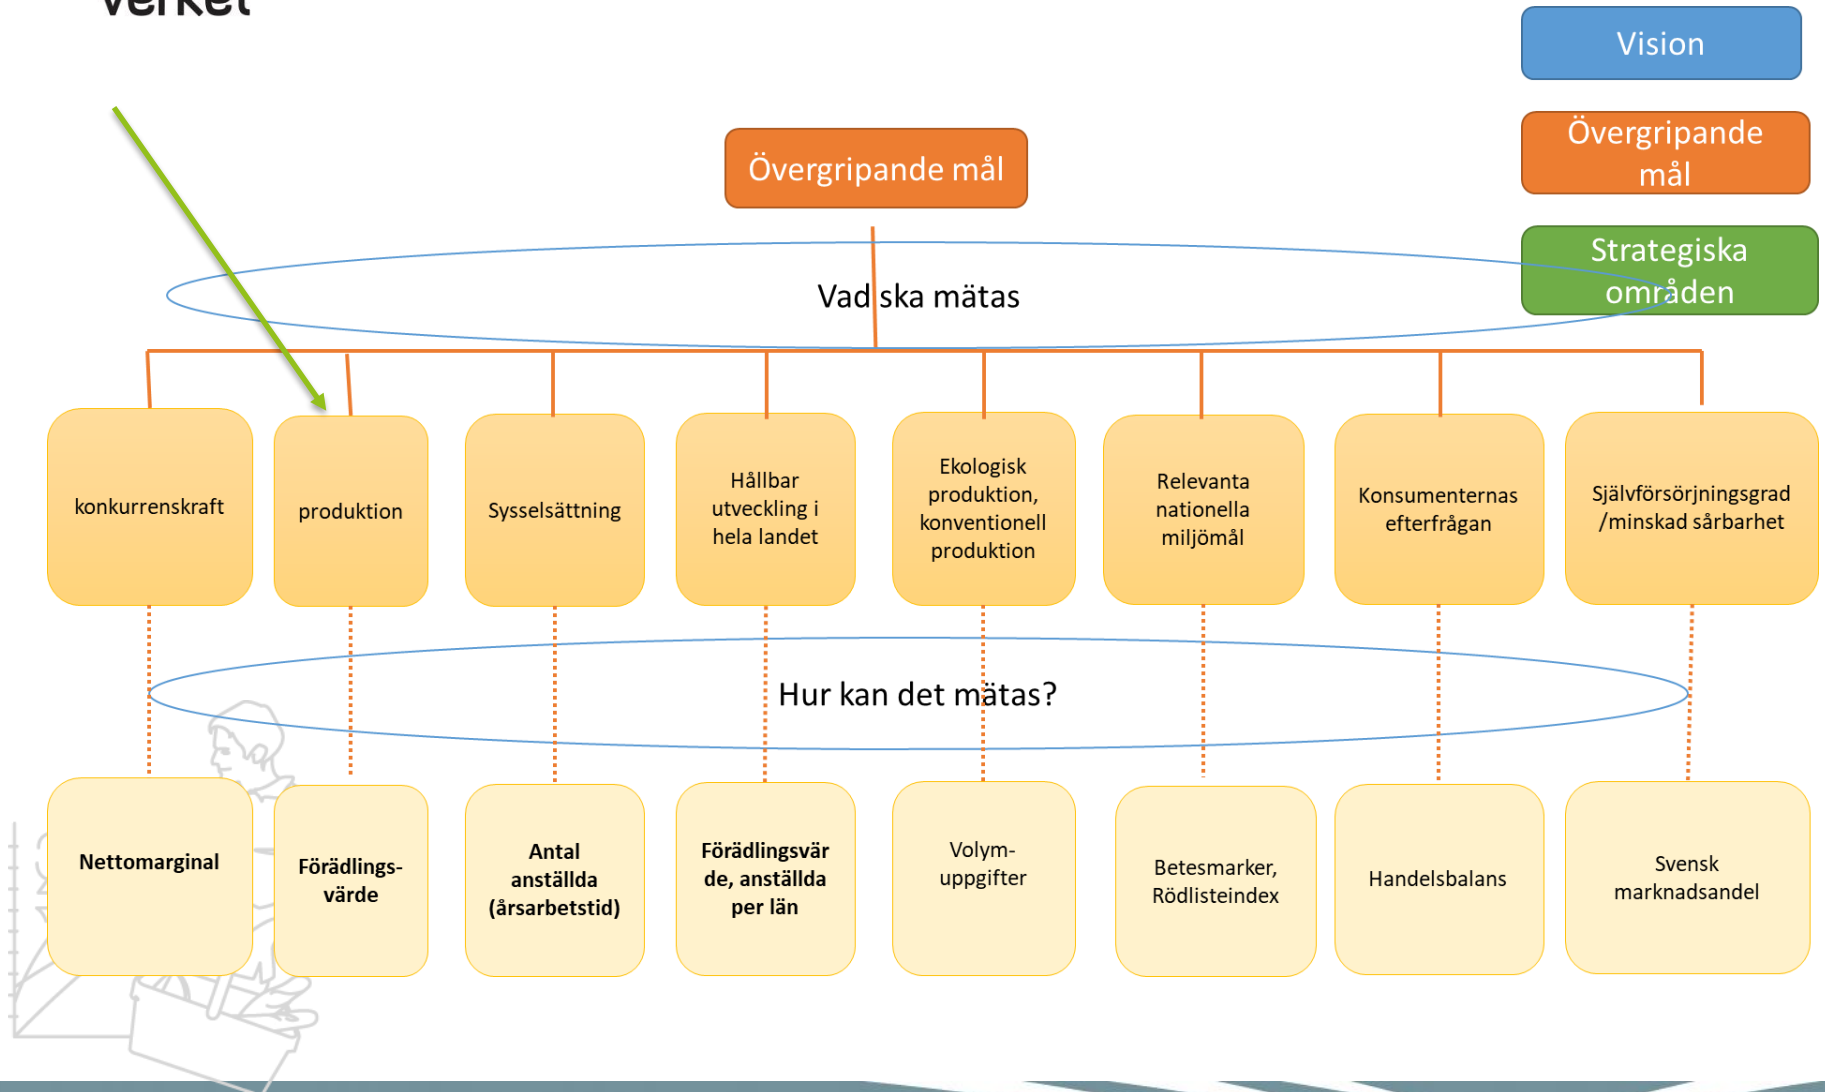 verket
Vision
Övergripande
mål
Strategiska
områden
Övergripande mål
Vad ska mätas
konkurrenskraft
produktion
Sysselsättning
Hållbar
utveckling i
hela landet
Ekologisk
produktion,
konventionell
produktion
Relevanta
nationella
miljömål
Konsumenternas
efterfrågan
Självförsörjningsgrad
/minskad sårbarhet
Hur kan det mätas?
Nettomarginal
Förädlings-
värde
Antal
anställda
(årsarbetstid)
Förädlingsvär
de, anställda
per län
Volym-
uppgifter
Betesmarker,
Rödlisteindex
Handelsbalans
Svensk
marknadsandel